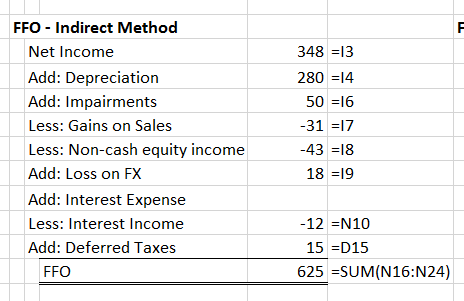 FFO - Indirect Method F
Net Income 348 =I3
Add: Depreciation 280 =I4
Add: Impairments 50 =I6
Less: Gains on Sales -31 =I7
Less: Non-cash equity income -43 =I8
Add: Loss on FX 18 =I9
Add: Interest Expense
Less: Interest Income -12 =N10
Add: Deferred Taxes 15 =D15
FFO 625 =SUM(N16:N24)